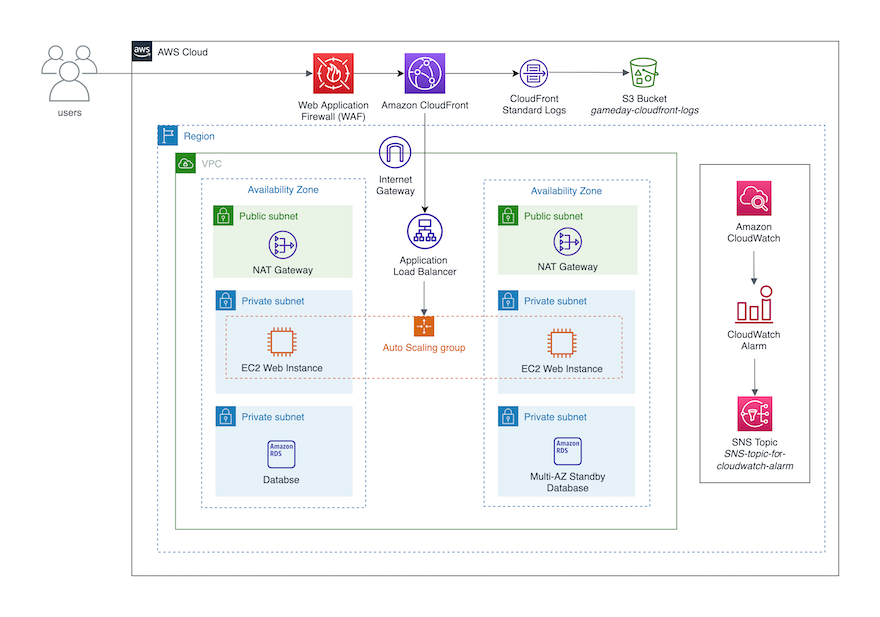 aws
AWS Cloud
users
Web Application
Firewall (WAF)
Amazon CloudFront
CloudFront
Standard Logs
S3 Bucket
gameday-cloudfront-logs
Region
VPC
Internet
Gateway
Availability Zone
Public subnet
NAT Gateway
Application
Load Balancer
Availability Zone
Public subnet
NAT Gateway
Private subnet
EC2 Web Instance
Auto Scaling group
Private subnet
EC2 Web Instance
Private subnet
Amazon
RDS
Databse
Private subnet
Amazon
RDS
Multi-AZ Standby
Database
Amazon
CloudWatch
CloudWatch
Alarm
SNS Topic
SNS-topic-for-
cloudwatch-alarm